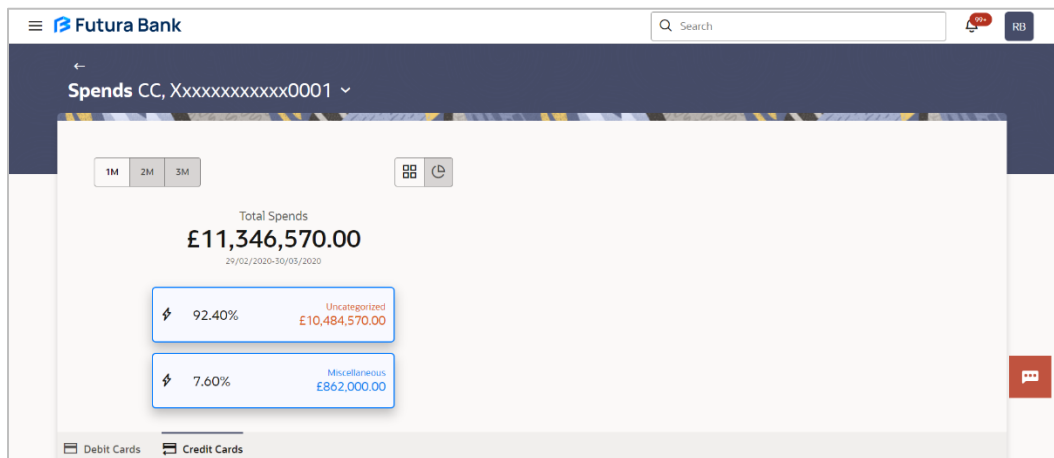 Futura Bank
Search
99+
RB
Spends CC, Xxxxxxxxxxxx0001
1M 2M 3M
Total Spends
£11,346,570.00
29/02/2020-30/03/2020
92.40%
Uncategorized
£10,484,570.00
7.60%
Miscellaneous
£862,000.00
Debit Cards Credit Cards